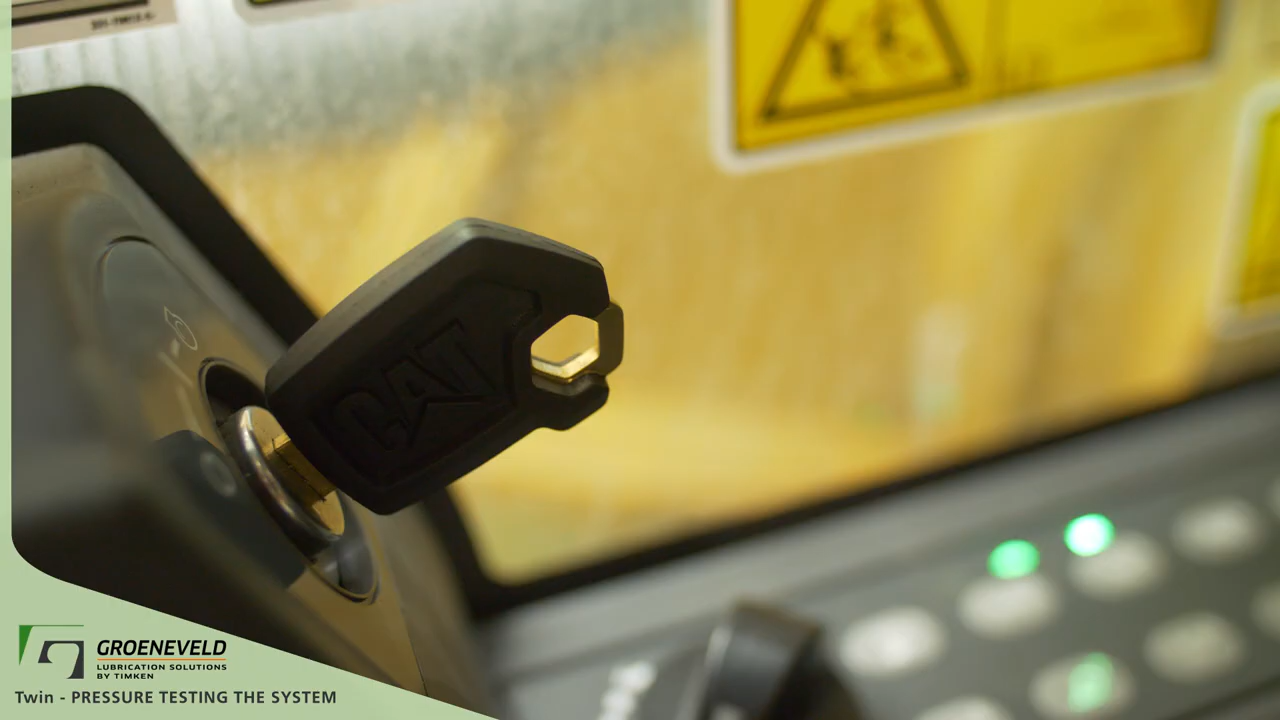 CAT
GROENEVELD
LUBRICATION SOLUTIONS
BY TIMKEN
Twin - PRESSURE TESTING THE SYSTEM